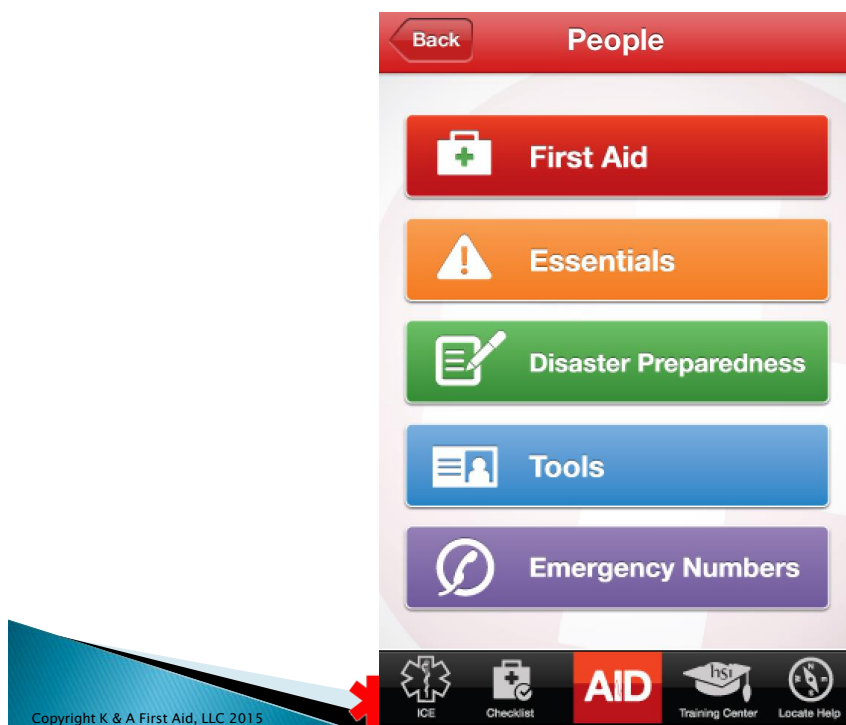 Back
People
First Aid
Essentials
Disaster Preparedness
Tools
Emergency Numbers
AID
hsi
ICE
Checklist
Training Center
Locate Help
Copyright K & A First Aid, LLC 2015